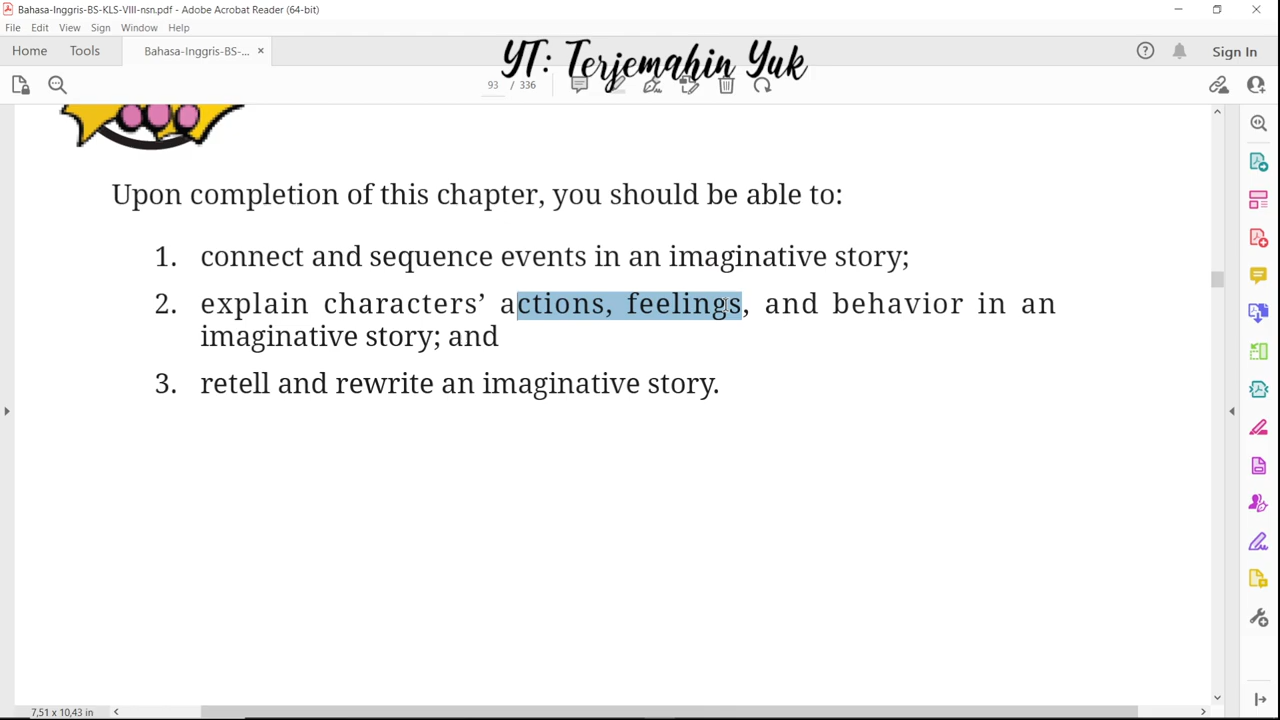 Bahasa-Inggris-BS-KLS-VIII-nsn.pdf - Adobe Acrobat Reader (64-bit)
File Edit View Sign Window Help
Home Tools Bahasa-Inggris-BS-... × Sign In
YT: Terjemahin Yuk
93 / 336
Upon completion of this chapter, you should be able to:
1. connect and sequence events in an imaginative story;
2. explain characters’ actions, feelings, and behavior in an
imaginative story; and
3. retell and rewrite an imaginative story.
7,51 x 10,43 in